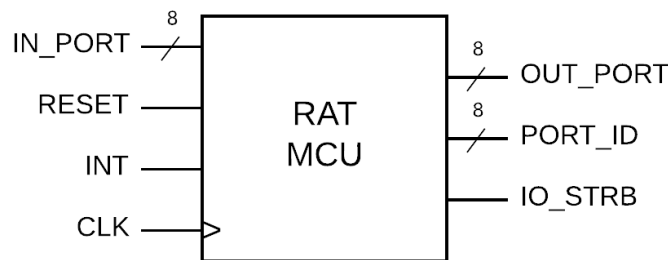 8
IN_PORT
RESET
INT
CLK
RAT
MCU
8
OUT_PORT
8
PORT_ID
IO_STRB